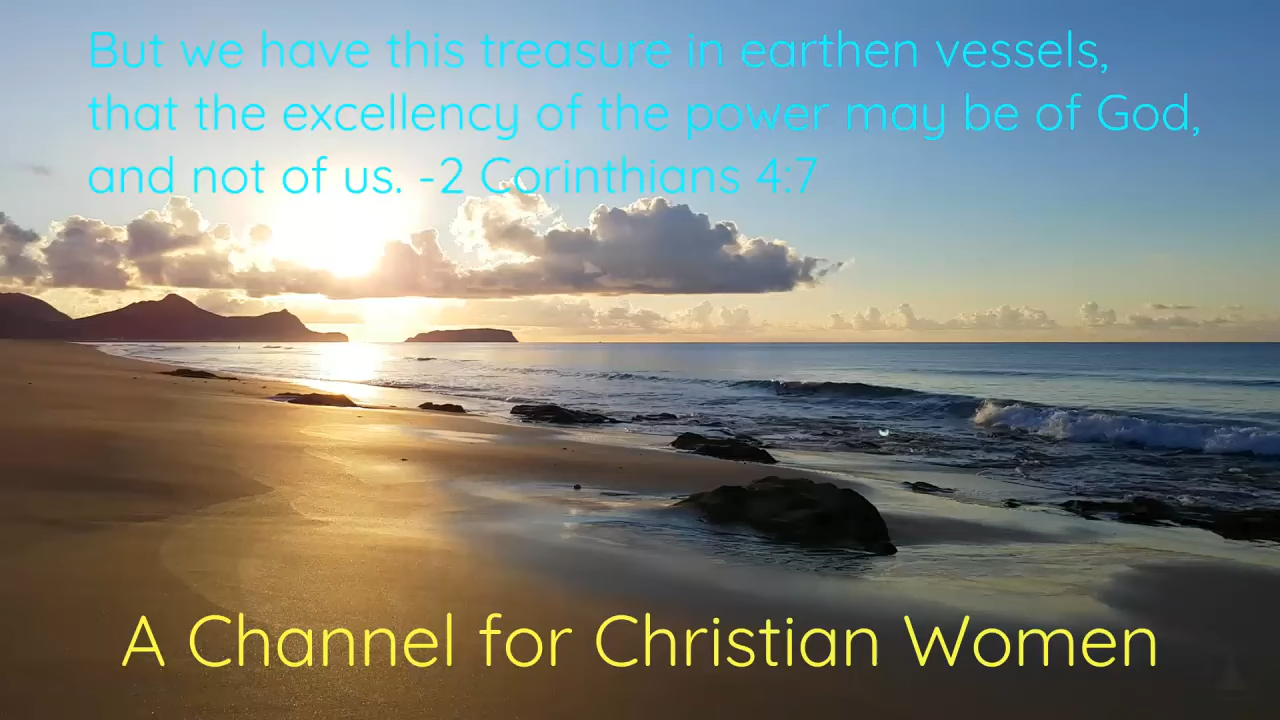 But we have this treasure in earthen vessels,
that the excellency of the power may be of God,
and not of us. -2 Corinthians 4:7
A Channel for Christian Women